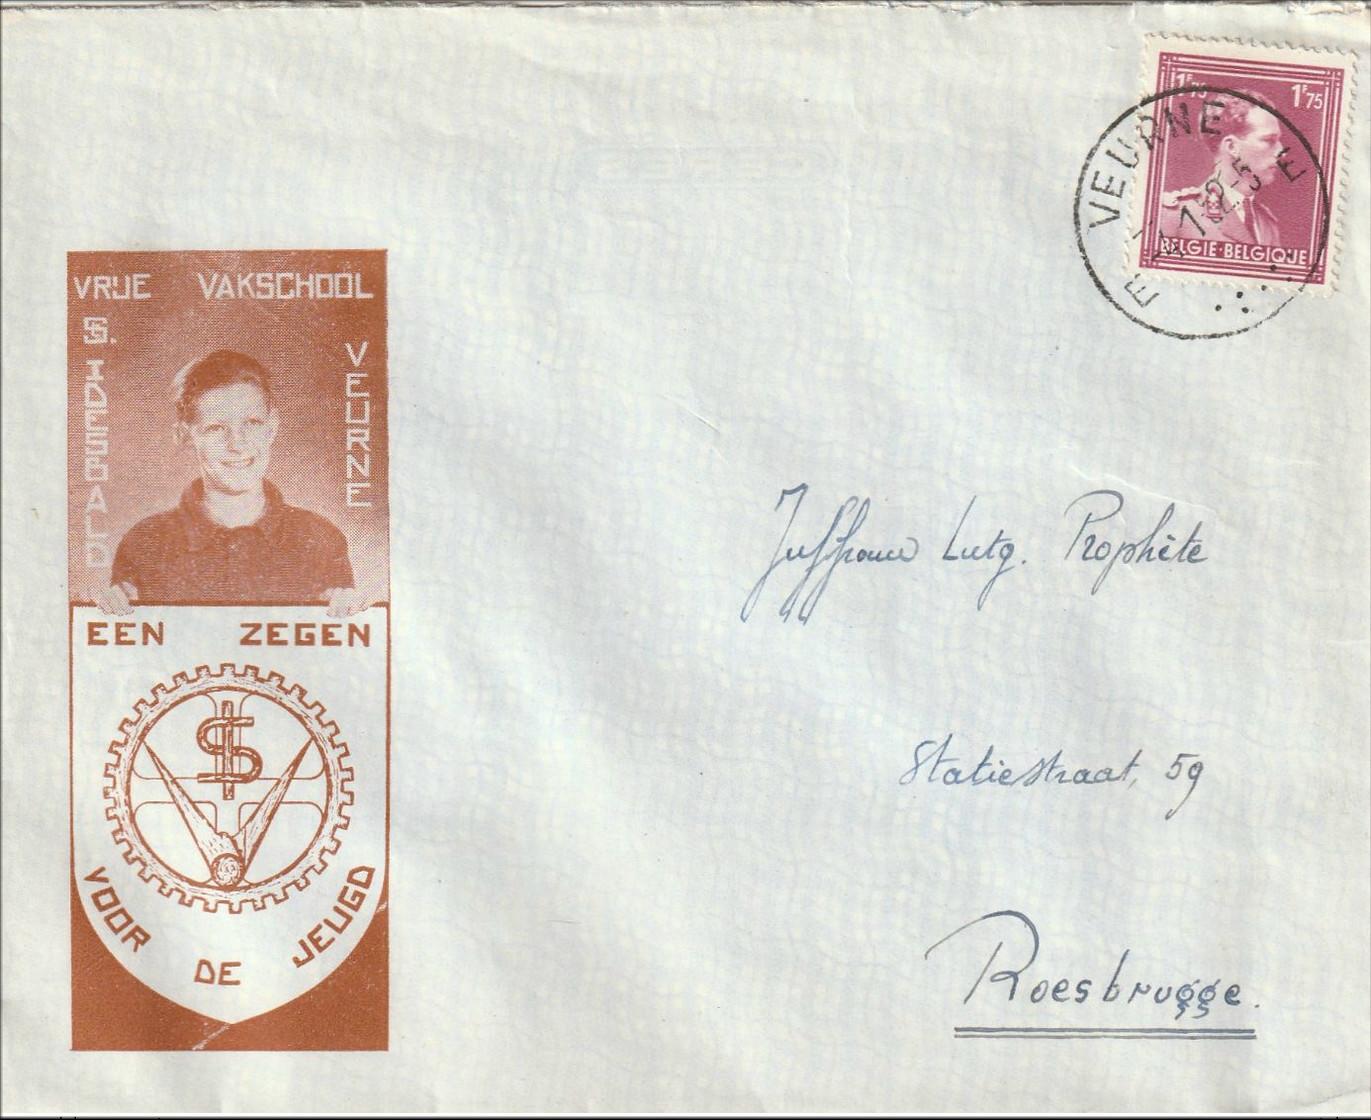 1F75 1F75
BELGIE-BELGIQUE
VEURNE
E E
VRIJE VAKSCHOOL
S. IDESBALD
VEURNE
EEN ZEGEN
VOOR DE JEUGD
Juffrouw Lutg. Prophète
Statiestraat, 59
Roesbrugge.